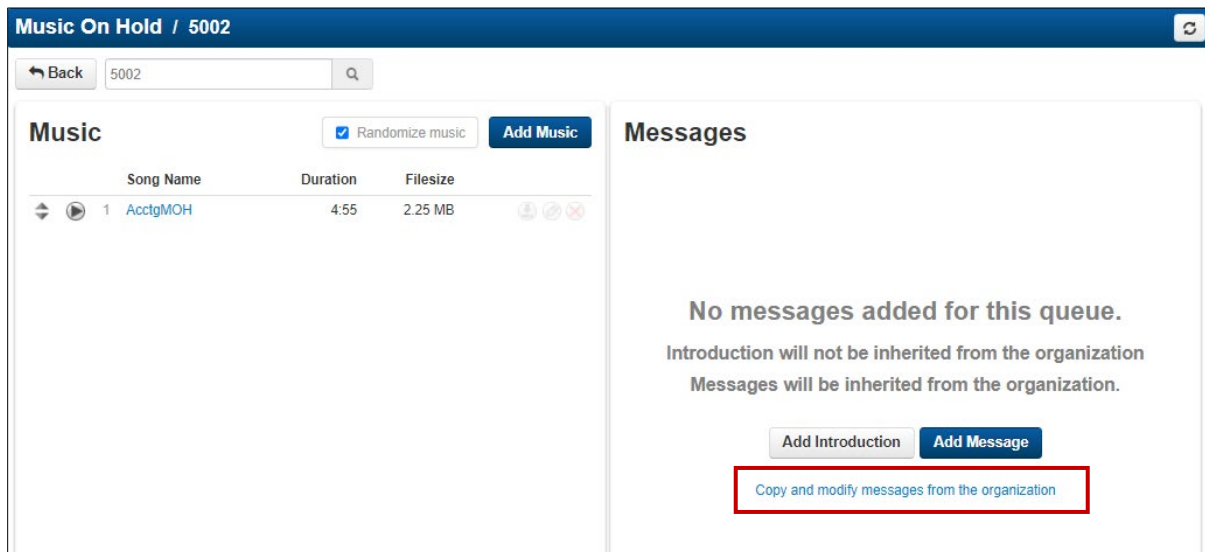 Music On Hold / 5002
Back
5002
Music
Randomize music
Add Music
Song Name Duration Filesize
1 AcctgMOH 4:55 2.25 MB
Messages
No messages added for this queue.
Introduction will not be inherited from the organization
Messages will be inherited from the organization.
Add Introduction
Add Message
Copy and modify messages from the organization